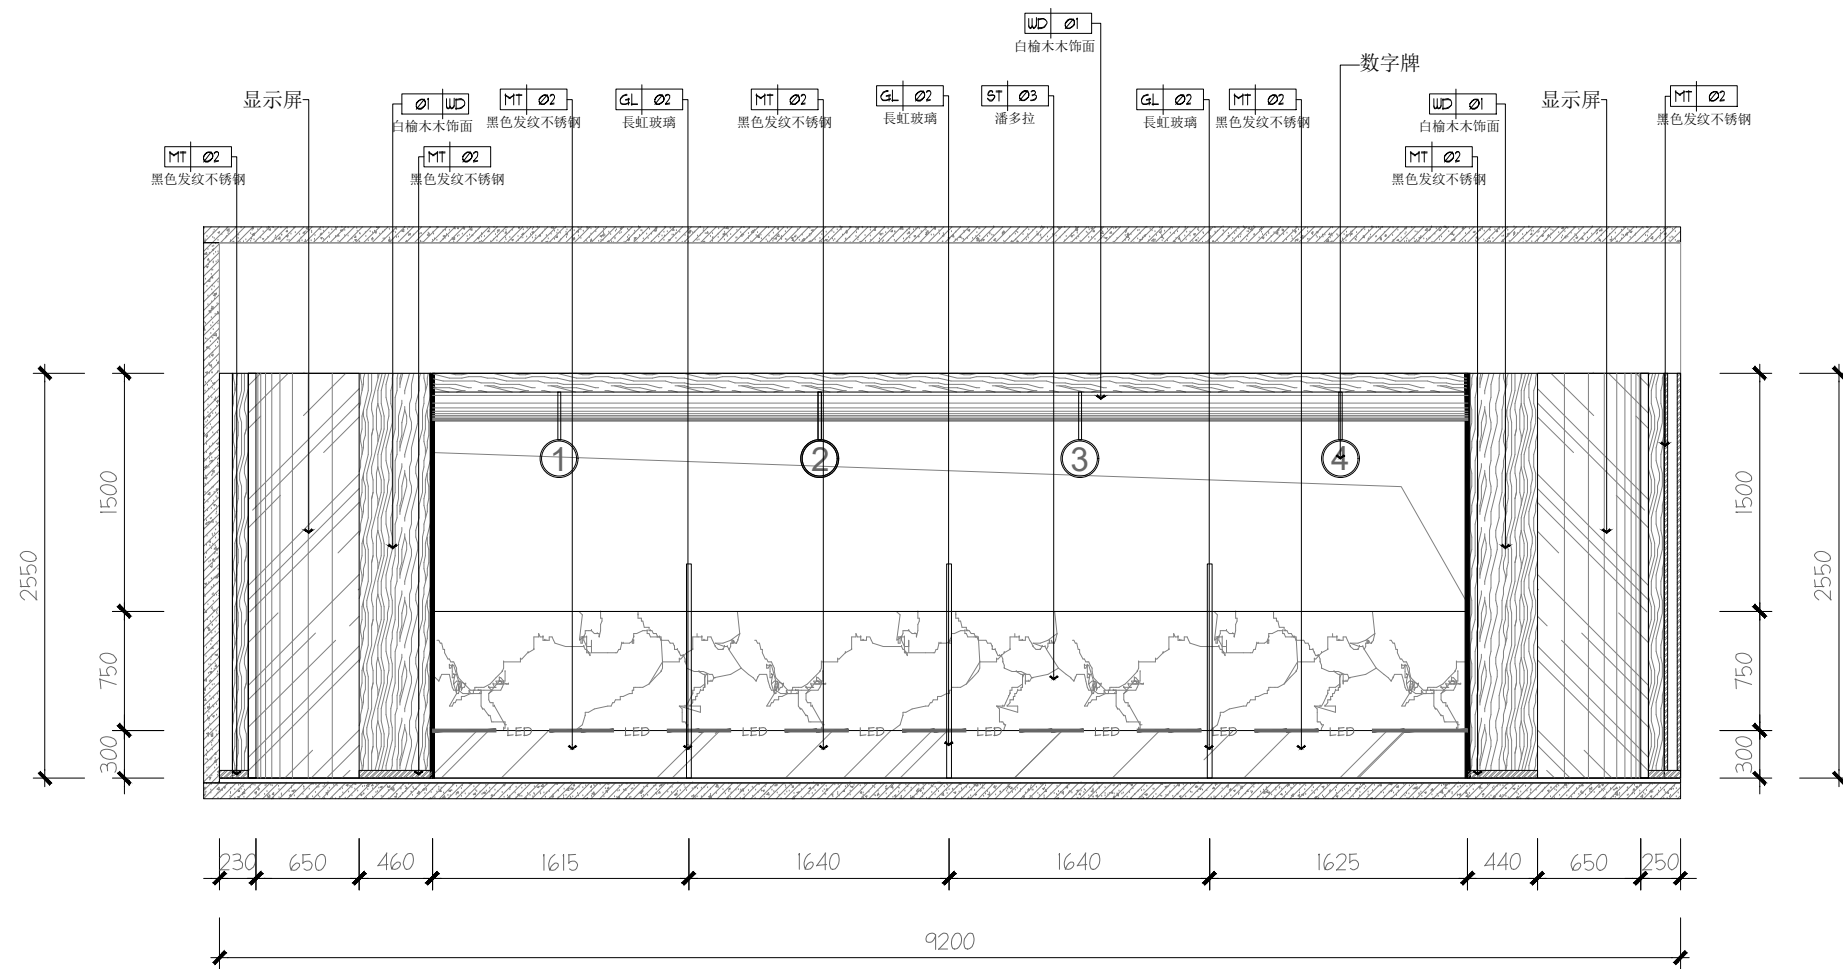 WD Ø1
白榆木木饰面
数字牌
显示屏
Ø1 WD
白榆木木饰面
MT Ø2
黑色发纹不锈钢
GL Ø2
長虹玻璃
MT Ø2
黑色发纹不锈钢
GL Ø2
長虹玻璃
ST Ø3
潘多拉
GL Ø2
長虹玻璃
MT Ø2
黑色发纹不锈钢
WD Ø1
白榆木木饰面
显示屏
MT Ø2
黑色发纹不锈钢
MT Ø2
黑色发纹不锈钢
MT Ø2
黑色发纹不锈钢
MT Ø2
黑色发纹不锈钢
1 2 3 4
2550
1500
750
300
1500
750
300
2550
LED LED LED LED LED LED LED LED
230 650 460 1615 1640 1640 1625 440 650 250
9200